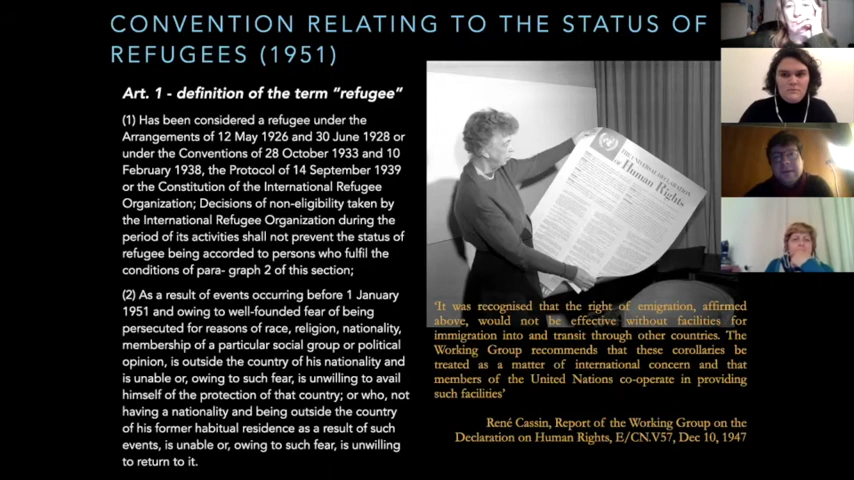 CONVENTION RELATING TO THE STATUS OF
REFUGEES (1951)
Art. 1 - definition of the term "refugee"
(1) Has been considered a refugee under the
Arrangements of 12 May 1926 and 30 June 1928 or
under the Conventions of 28 October 1933 and 10
February 1938, the Protocol of 14 September 1939
or the Constitution of the International Refugee
Organization; Decisions of non-eligibility taken by
the International Refugee Organization during the
period of its activities shall not prevent the status of
refugee being accorded to persons who fulfil the
conditions of para- graph 2 of this section;
(2) As a result of events occurring before 1 January
1951 and owing to well-founded fear of being
persecuted for reasons of race, religion, nationality,
membership of a particular social group or political
opinion, is outside the country of his nationality and
is unable or, owing to such fear, is unwilling to avail
himself of the protection of that country; or who, not
having a nationality and being outside the country
of his former habitual residence as a result of such
events, is unable or, owing to such fear, is unwilling
to return to it.
THE UNIVERSAL DECLARATION
of Human Rights
'It was recognised that the right of emigration, affirmed
above, would not be effective without facilities for
immigration into and transit through other countries. The
Working Group recommends that these corollaries be
treated as a matter of international concern and that
members of the United Nations co-operate in providing
such facilities'
René Cassin, Report of the Working Group on the
Declaration on Human Rights, E/CN.V57, Dec 10, 1947